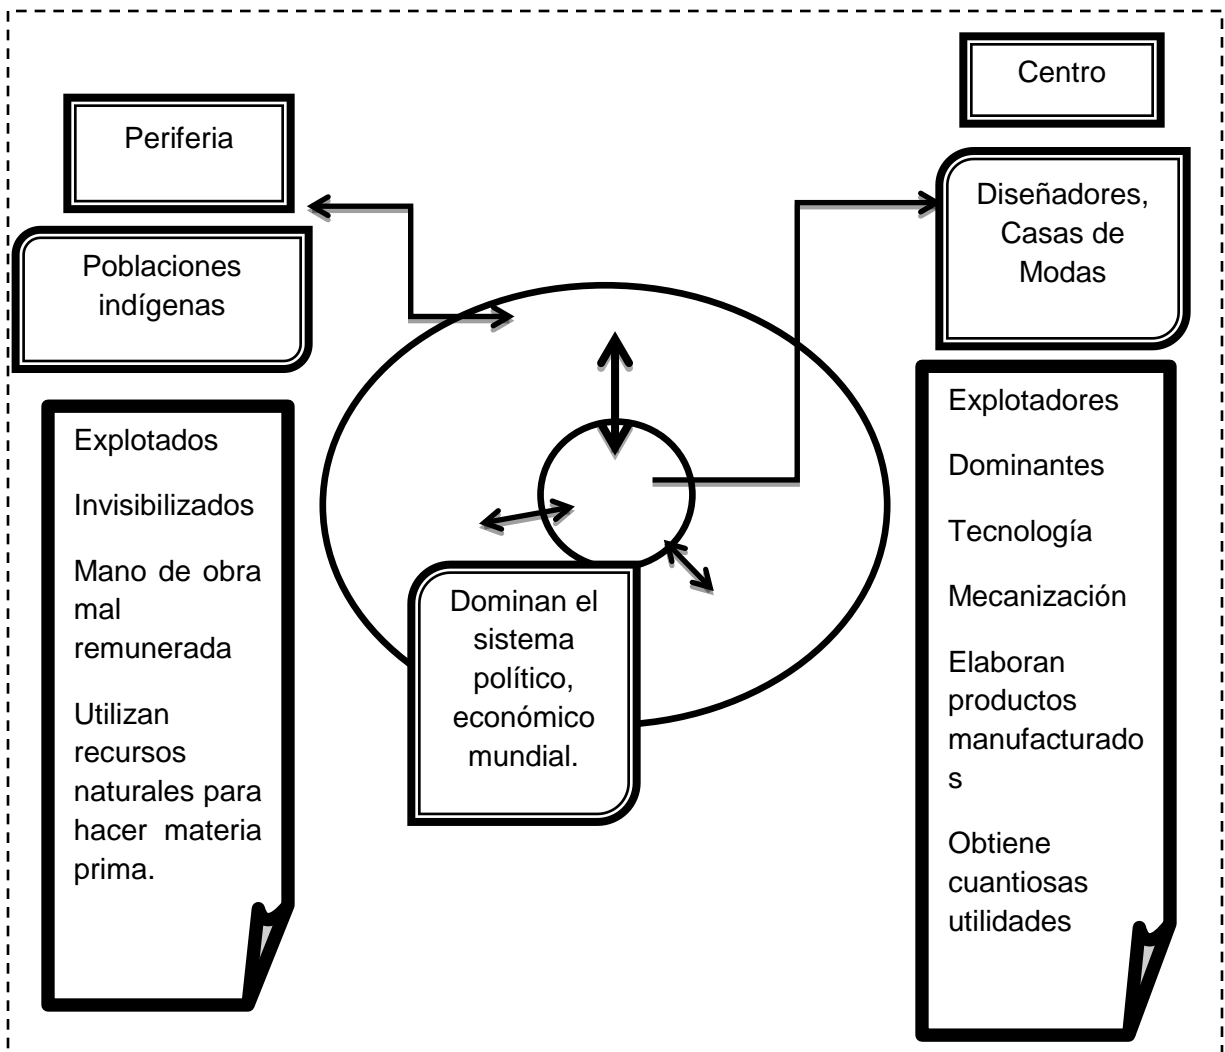 Periferia
Poblaciones
indígenas
Explotados
Invisibilizados
Mano de obra
mal
remunerada
Utilizan
recursos
naturales para
hacer materia
prima.
Dominan el
sistema
político,
económico
mundial.
Centro
Diseñadores,
Casas de
Modas
Explotadores
Dominantes
Tecnología
Mecanización
Elaboran
productos
manufacturado
s
Obtiene
cuantiosas
utilidades